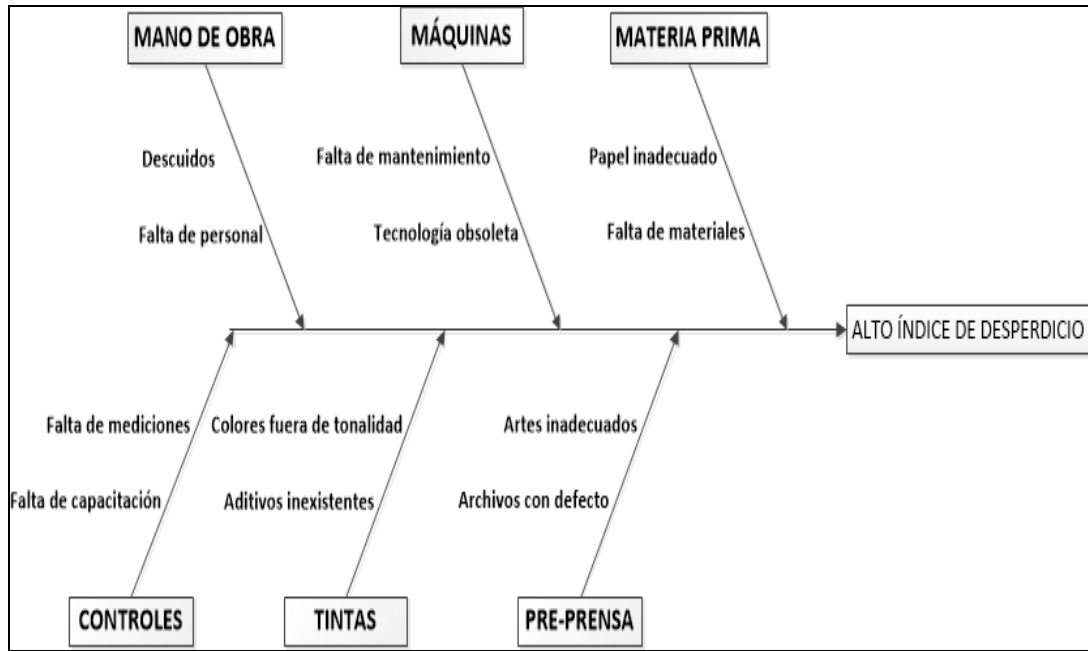 MANO DE OBRA
MÁQUINAS
MATERIA PRIMA
Descuidos
Falta de mantenimiento
Papel inadecuado
Falta de personal
Tecnología obsoleta
Falta de materiales
ALTO ÍNDICE DE DESPERDICIO
Falta de mediciones
Colores fuera de tonalidad
Artes inadecuados
Falta de capacitación
Aditivos inexistentes
Archivos con defecto
CONTROLES
TINTAS
PRE-PRENSA